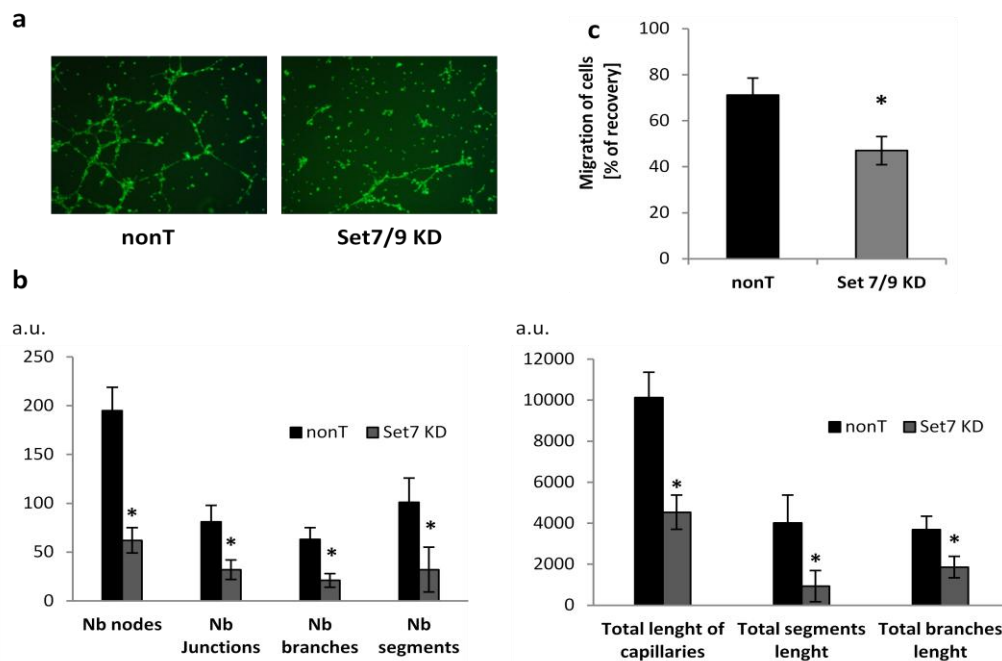 a
nonT
Set7/9 KD
c
Migration of cells
[% of recovery]
100
80
60
40
20
0
*
nonT
Set 7/9 KD
b
a.u.
250
200
150
100
50
0
nonT
Set7 KD
*
*
*
*
Nb nodes
Nb
Junctions
Nb
branches
Nb
segments
a.u.
12000
10000
8000
6000
4000
2000
0
nonT
Set7 KD
*
*
*
Total lenght of
capillaries
Total segments
lenght
Total branches
lenght